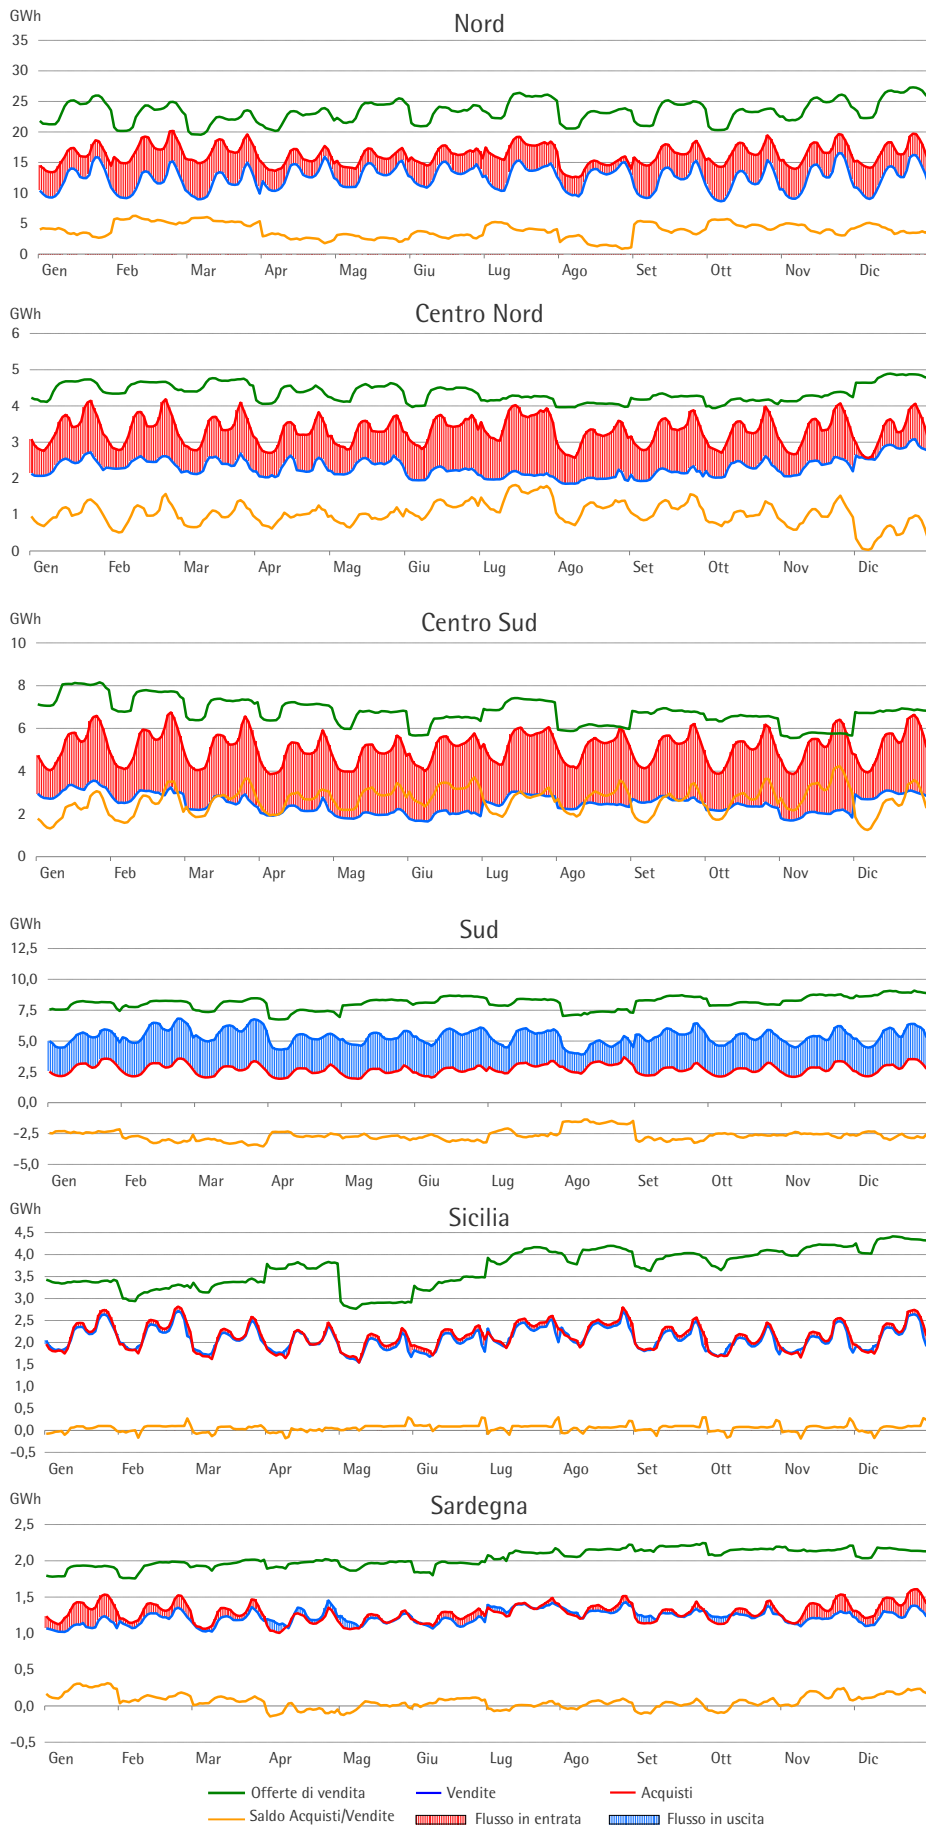 GWh
Nord
35
30
25
20
15
10
5
0
Gen Feb Mar Apr Mag Giu Lug Ago Set Ott Nov Dic
GWh
Centro Nord
6
5
4
3
2
1
0
Gen Feb Mar Apr Mag Giu Lug Ago Set Ott Nov Dic
GWh
Centro Sud
10
8
6
4
2
0
Gen Feb Mar Apr Mag Giu Lug Ago Set Ott Nov Dic
GWh
Sud
12,5
10,0
7,5
5,0
2,5
0,0
-2,5
-5,0
Gen Feb Mar Apr Mag Giu Lug Ago Set Ott Nov Dic
GWh
Sicilia
4,5
4,0
3,5
3,0
2,5
2,0
1,5
1,0
0,5
0,0
-0,5
Gen Feb Mar Apr Mag Giu Lug Ago Set Ott Nov Dic
GWh
Sardegna
2,5
2,0
1,5
1,0
0,5
0,0
-0,5
Gen Feb Mar Apr Mag Giu Lug Ago Set Ott Nov Dic
Offerte di vendita Vendite Acquisti
Saldo Acquisti/Vendite Flusso in entrata Flusso in uscita